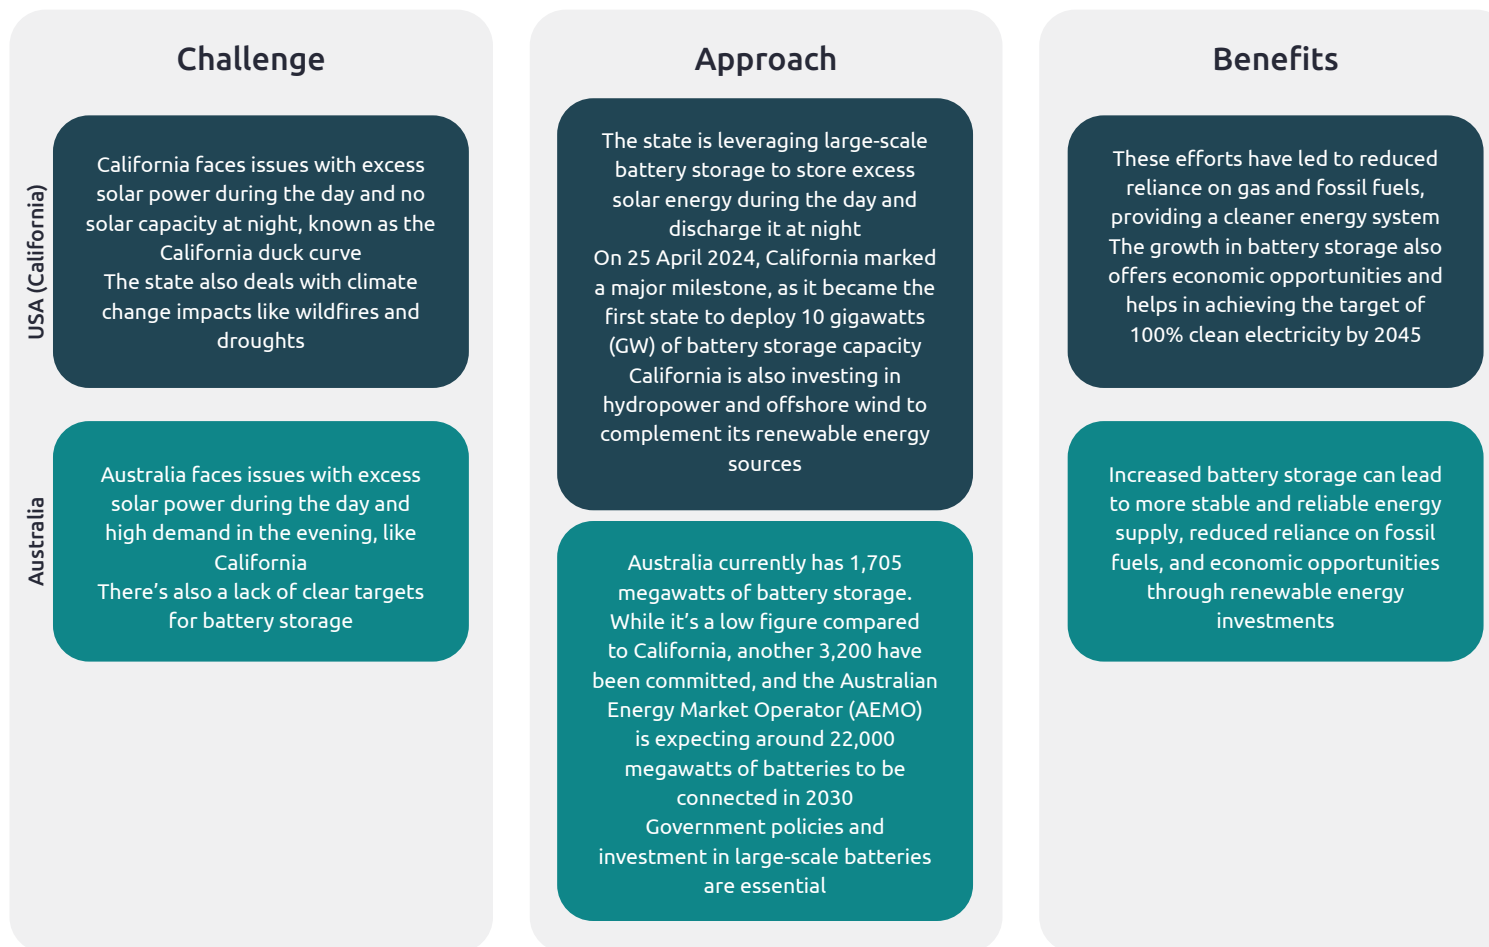 Challenge
Approach
Benefits
USA (California)
California faces issues with excess
solar power during the day and no
solar capacity at night, known as the
California duck curve
The state also deals with climate
change impacts like wildfires and
droughts
The state is leveraging large-scale
battery storage to store excess
solar energy during the day and
discharge it at night
On 25 April 2024, California marked
a major milestone, as it became the
first state to deploy 10 gigawatts
(GW) of battery storage capacity
California is also investing in
hydropower and offshore wind to
complement its renewable energy
sources
These efforts have led to reduced
reliance on gas and fossil fuels,
providing a cleaner energy system
The growth in battery storage also
offers economic opportunities and
helps in achieving the target of
100% clean electricity by 2045
Australia
Australia faces issues with excess
solar power during the day and
high demand in the evening, like
California
There’s also a lack of clear targets
for battery storage
Australia currently has 1,705
megawatts of battery storage.
While it’s a low figure compared
to California, another 3,200 have
been committed, and the Australian
Energy Market Operator (AEMO)
is expecting around 22,000
megawatts of batteries to be
connected in 2030
Government policies and
investment in large-scale batteries
are essential
Increased battery storage can lead
to more stable and reliable energy
supply, reduced reliance on fossil
fuels, and economic opportunities
through renewable energy
investments